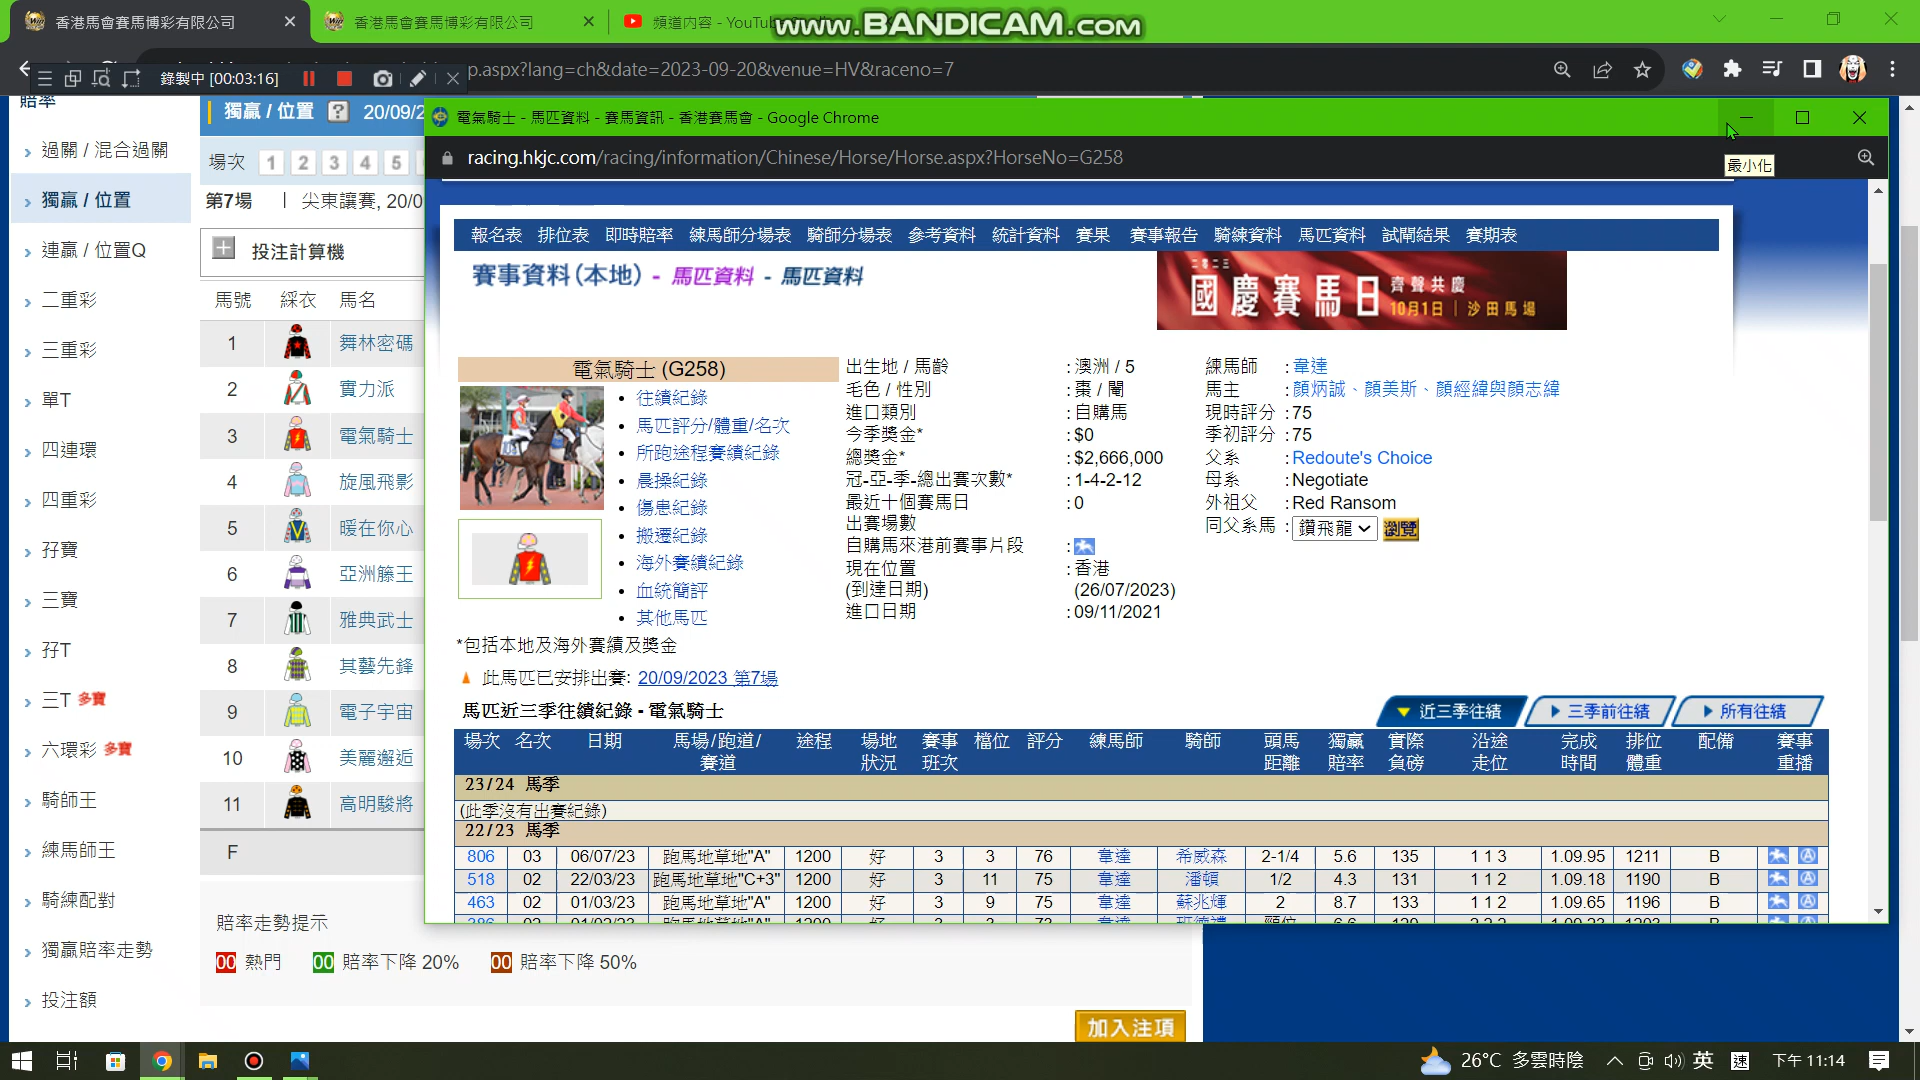 香港馬會賽馬博彩有限公司
香港馬會賽馬博彩有限公司
頻道內容 - YouTu
www.BANDICAM.com
錄製中 [00:03:16]
p.aspx?lang=ch&date=2023-09-20&venue=HV&raceno=7
賠率
過關 / 混合過關
獨贏 / 位置
連贏 / 位置Q
二重彩
三重彩
單T
四連環
四重彩
孖寶
三寶
孖T
三T 多寶
六環彩 多寶
騎師王
練馬師王
騎練配對
獨贏賠率走勢
投注額
獨贏 / 位置 ? 20/09/2
場次 1 2 3 4 5
第7場 | 尖東讓賽, 20/0
投注計算機
馬號 綵衣 馬名
1 舞林密碼
2 實力派
3 電氣騎士
4 旋風飛影
5 暖在你心
6 亞洲籐王
7 雅典武士
8 其藝先鋒
9 電子宇宙
10 美麗邂逅
11 高明駿將
F
賠率走勢提示
00 熱門 00 賠率下降 20% 00 賠率下降 50%
加入注項
電氣騎士 - 馬匹資料 - 賽馬資訊 - 香港賽馬會 - Google Chrome
最小化
racing.hkjc.com/racing/information/Chinese/Horse/Horse.aspx?HorseNo=G258
報名表 排位表 即時賠率 練馬師分場表 騎師分場表 參考資料 統計資料 賽果 賽事報告 騎練資料 馬匹資料 試閘結果 賽期表
賽事資料(本地) - 馬匹資料 - 馬匹資料
二零二三
國慶賽馬日
齊聲共慶
10月1日 | 沙田馬場
電氣騎士 (G258)
往績紀錄
馬匹評分/體重/名次
所跑途程賽績紀錄
晨操紀錄
傷患紀錄
搬遷紀錄
海外賽績紀錄
血統簡評
其他馬匹
出生地 / 馬齡 : 澳洲 / 5
毛色 / 性別 : 棗 / 閹
進口類別 : 自購馬
今季獎金* : $0
總獎金* : $2,666,000
冠-亞-季-總出賽次數* : 1-4-2-12
最近十個賽馬日 : 0
出賽場數
自購馬來港前賽事片段 :
現在位置 : 香港
(到達日期) (26/07/2023)
進口日期 : 09/11/2021
練馬師 : 韋達
馬主 : 顏炳誠、顏美斯、顏經緯與顏志緯
現時評分 : 75
季初評分 : 75
父系 : Redoute's Choice
母系 : Negotiate
外祖父 : Red Ransom
同父系馬 : 鑽飛龍 瀏覽
*包括本地及海外賽績及獎金
此馬匹已安排出賽: 20/09/2023 第7場
馬匹近三季往績紀錄 - 電氣騎士
近三季往績 三季前往績 所有往績
場次 名次 日期 馬場/跑道/賽道 途程 場地狀況 賽事班次 檔位 評分 練馬師 騎師 頭馬距離 獨贏賠率 實際負磅 沿途走位 完成時間 排位體重 配備 賽事重播
23/24 馬季
(此季沒有出賽紀錄)
22/23 馬季
806 03 06/07/23 跑馬地草地"A" 1200 好 3 3 76 韋達 希威森 2-1/4 5.6 135 1 1 3 1.09.95 1211 B
518 02 22/03/23 跑馬地草地"C+3" 1200 好 3 11 75 韋達 潘頓 1/2 4.3 131 1 1 2 1.09.18 1190 B
463 02 01/03/23 跑馬地草地"A" 1200 好 3 9 75 韋達 蘇兆輝 2 8.7 133 1 1 2 1.09.65 1196 B
26°C 多雲時陰
英
速
下午 11:14